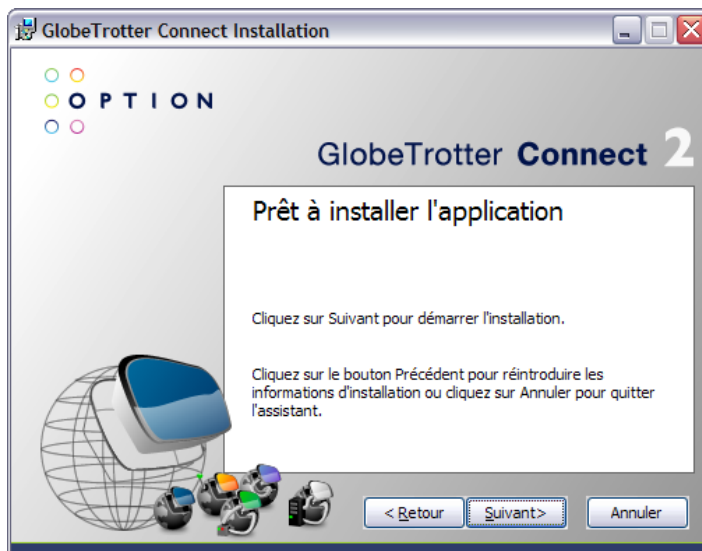 GlobeTrotter Connect Installation
OPTION
GlobeTrotter Connect 2
Prêt à installer l'application
Cliquez sur Suivant pour démarrer l'installation.
Cliquez sur le bouton Précédent pour réintroduire les
informations d'installation ou cliquez sur Annuler pour quitter
l'assistant.
< Retour Suivant> Annuler